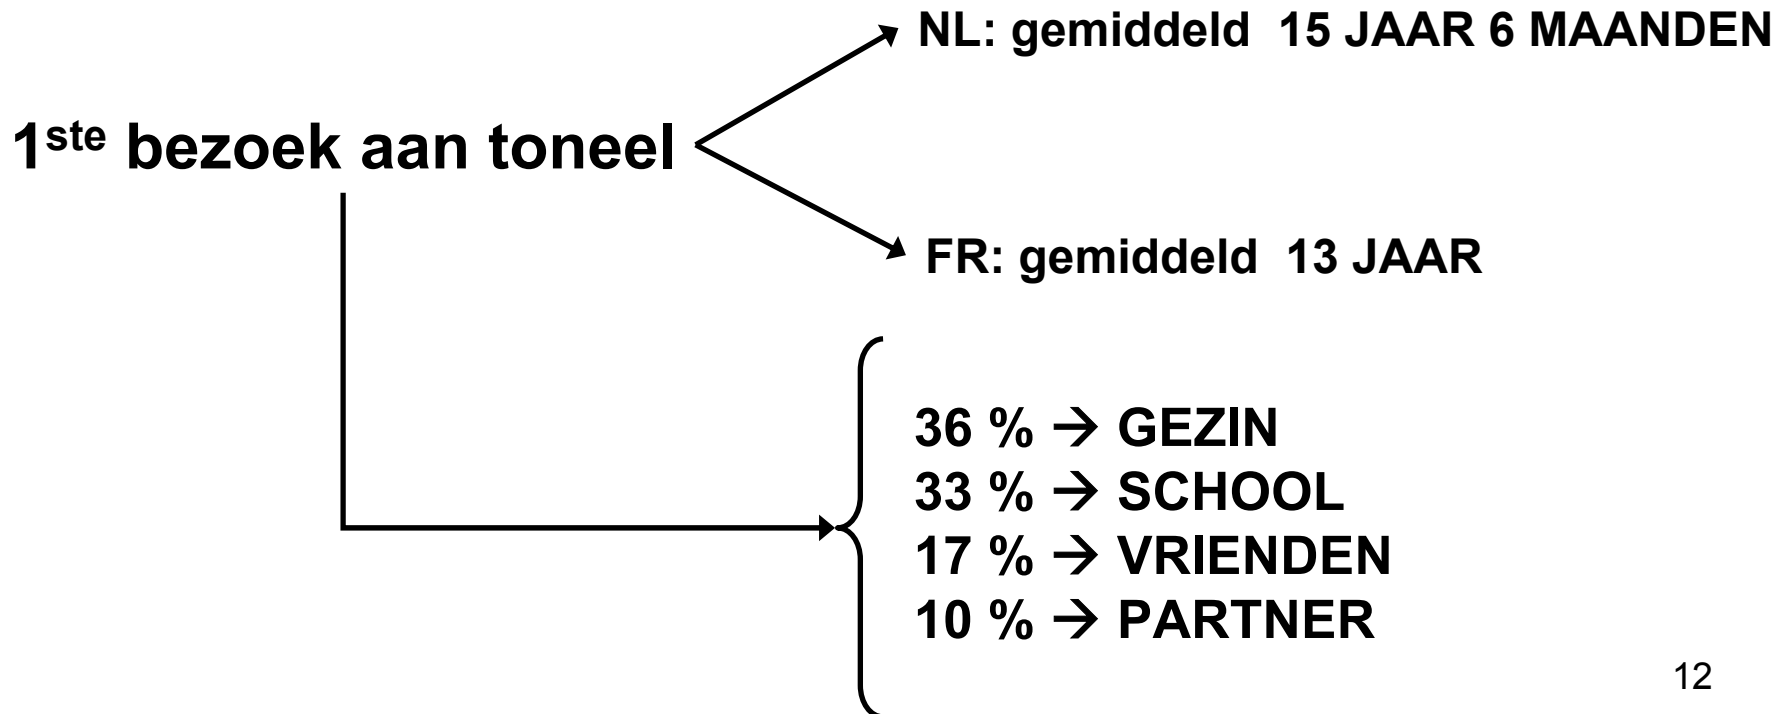 NL: gemiddeld 15 JAAR 6 MAANDEN
1ste bezoek aan toneel
FR: gemiddeld 13 JAAR
36 % → GEZIN
33 % → SCHOOL
17 % → VRIENDEN
10 % → PARTNER
12